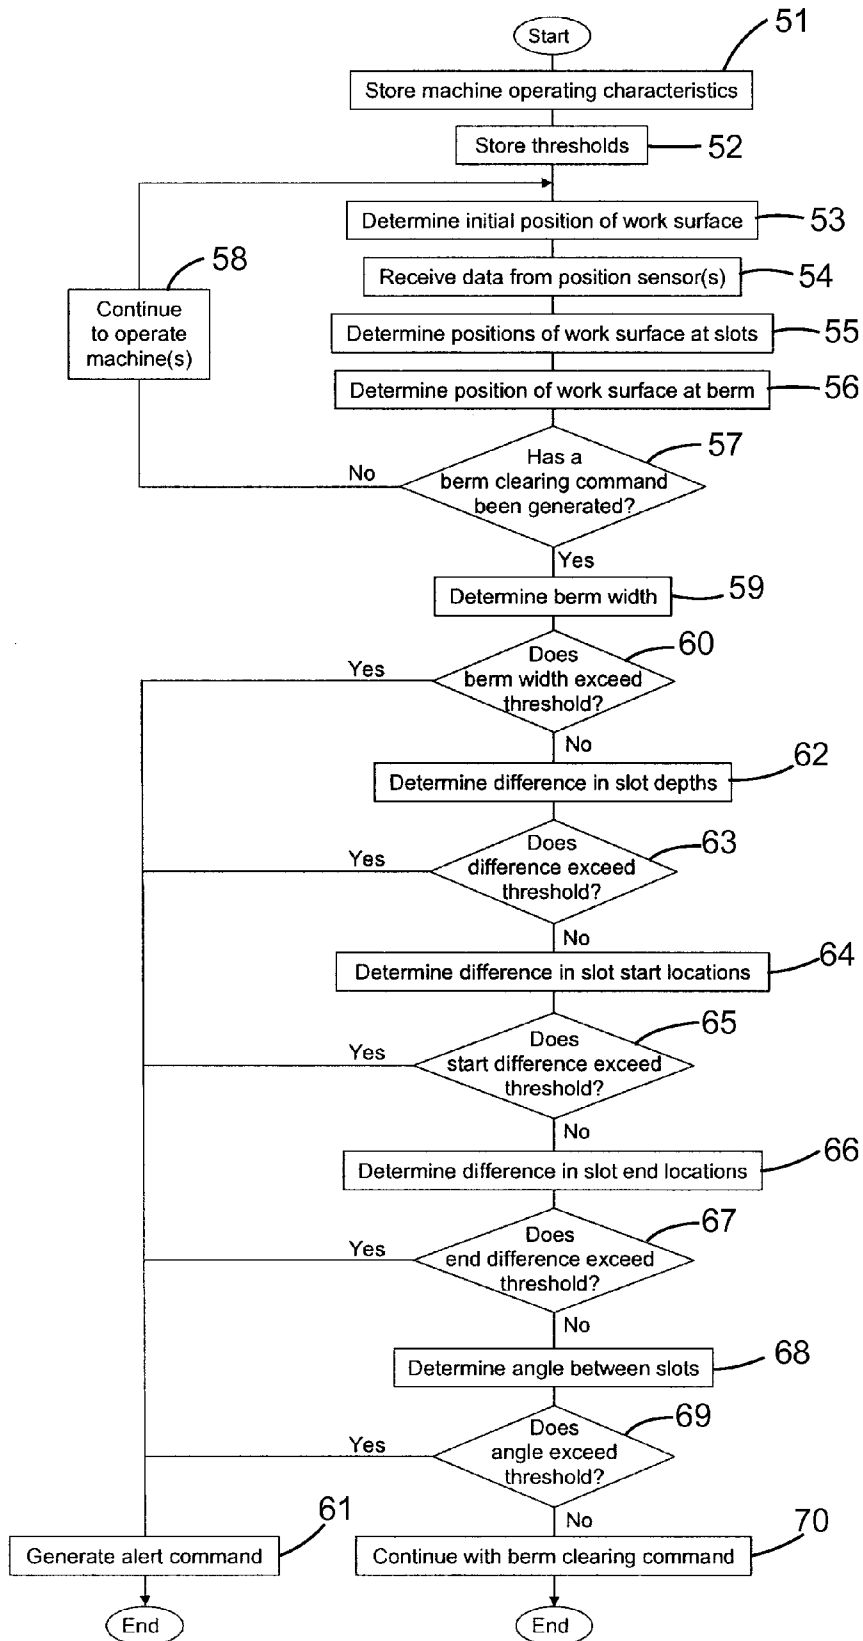 Start
51
Store machine operating characteristics
Store thresholds
52
Determine initial position of work surface
53
58
Continue
to operate
machine(s)
Receive data from position sensor(s)
54
Determine positions of work surface at slots
55
Determine position of work surface at berm
56
57
Has a
berm clearing command
been generated?
No
Yes
Determine berm width
59
60
Does
berm width exceed
threshold?
Yes
No
Determine difference in slot depths
62
63
Does
difference exceed
threshold?
Yes
No
Determine difference in slot start locations
64
65
Does
start difference exceed
threshold?
Yes
No
Determine difference in slot end locations
66
67
Does
end difference exceed
threshold?
Yes
No
Determine angle between slots
68
69
Does
angle exceed
threshold?
Yes
No
61
Generate alert command
70
Continue with berm clearing command
End
End